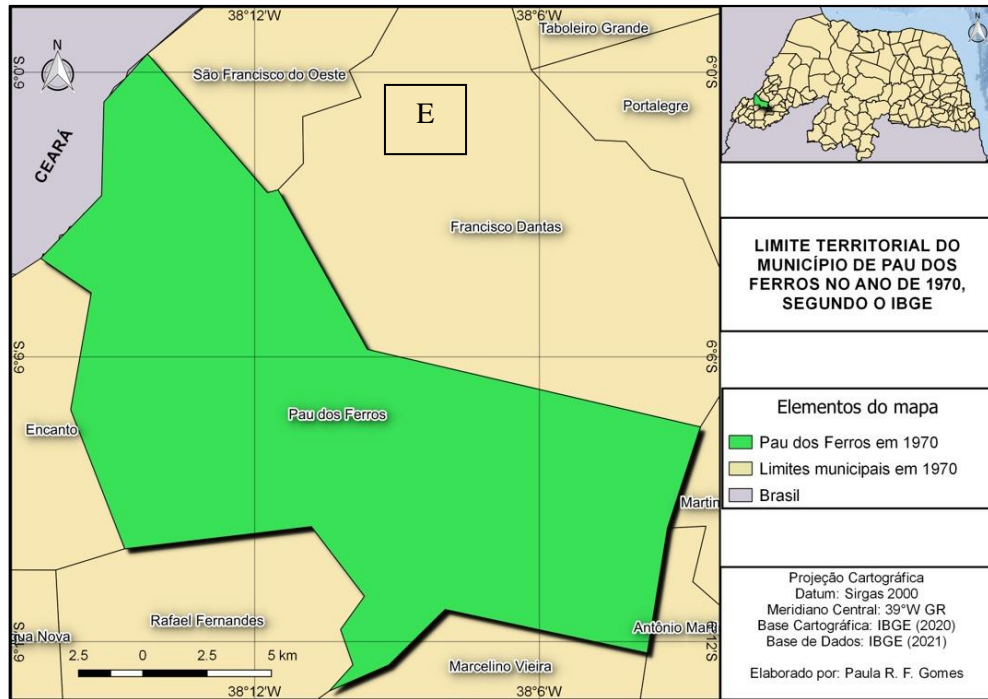 38°12'W
38°6'W
N
Taboleiro Grande
N
6°0'S
São Francisco do Oeste
6°0'S
E
Portalegre
CEARÁ
Francisco Dantas
LIMITE TERRITORIAL DO
MUNICÍPIO DE PAU DOS
FERROS NO ANO DE 1970,
SEGUNDO O IBGE
6°6'S
6°6'S
Pau dos Ferros
Encanto
Elementos do mapa
Pau dos Ferros em 1970
Limites municipais em 1970
Brasil
Martin
Projeção Cartográfica
Datum: Sirgas 2000
Meridiano Central: 39°W GR
Base Cartográfica: IBGE (2020)
Base de Dados: IBGE (2021)
Elaborado por: Paula R. F. Gomes
Rafael Fernandes
Nova
Antônio
2.5 0 2.5 5 km
Marcelino Vieira
38°12'W
38°6'W